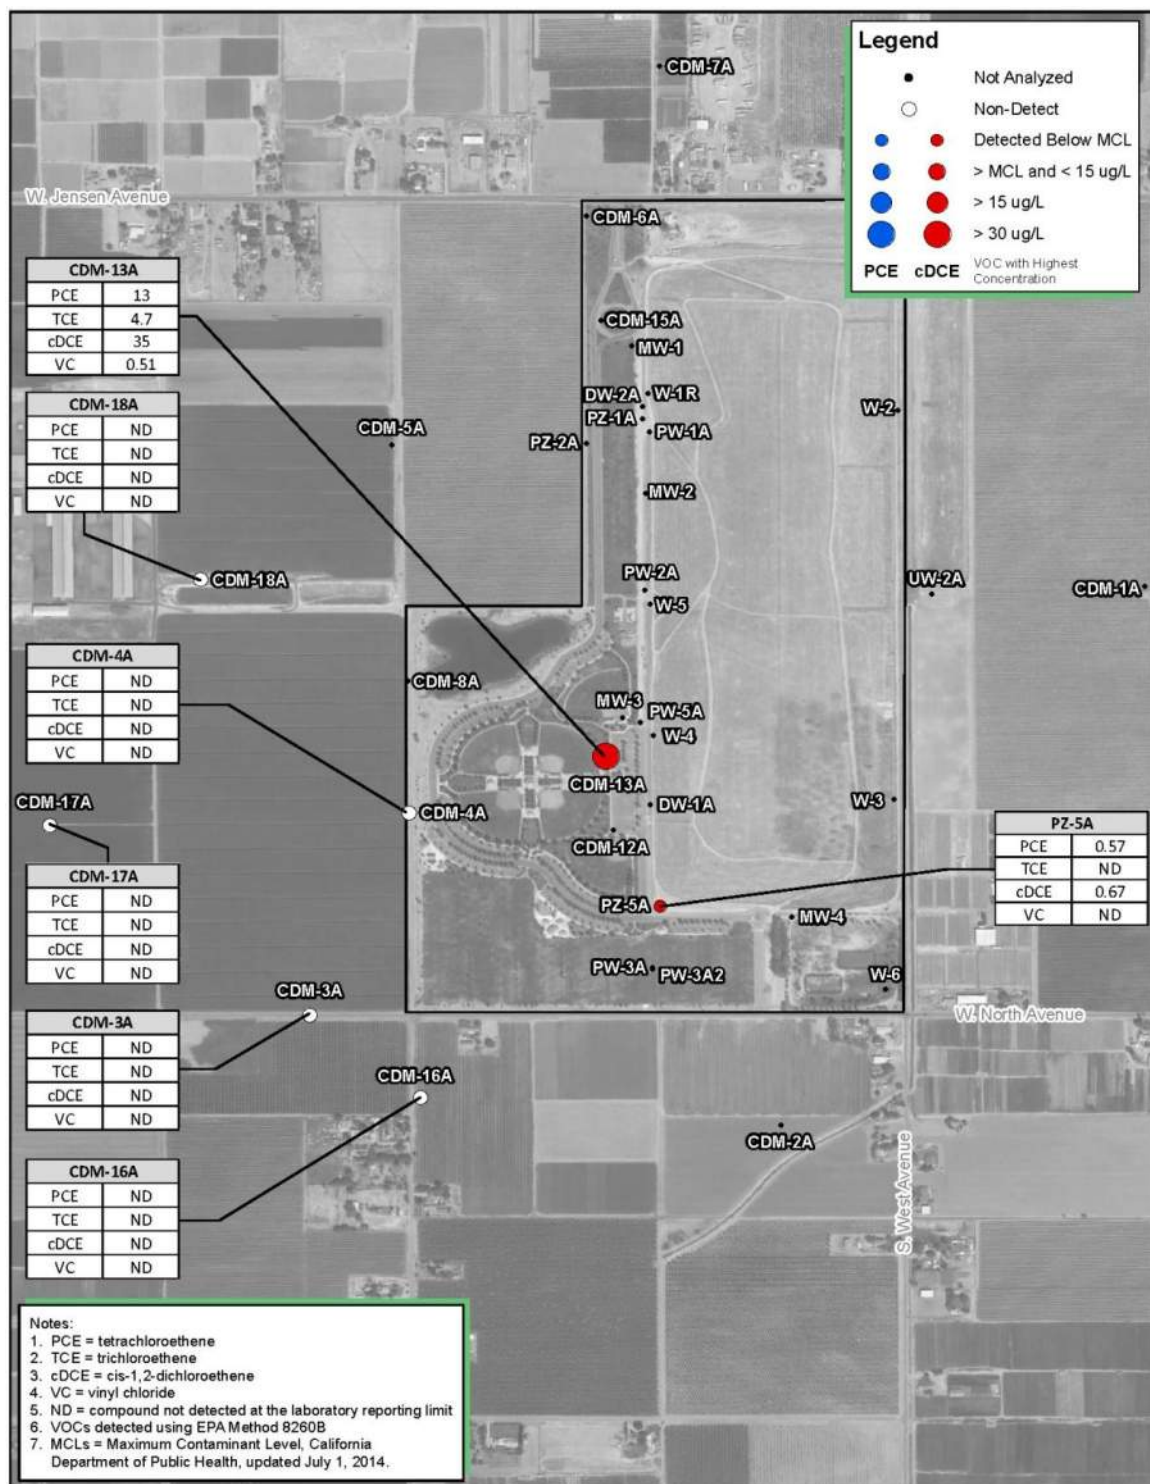 CDM-7A
Legend
Not Analyzed
Non-Detect
Detected Below MCL
> MCL and < 15 ug/L
> 15 ug/L
> 30 ug/L
PCE cDCE VOC with Highest
Concentration
W. Jensen Avenue
CDM-6A
CDM-13A
PCE 13
TCE 4.7
cDCE 35
VC 0.51
CDM-15A
MW-1
CDM-18A
PCE ND
TCE ND
cDCE ND
VC ND
DW-2A W-1R
PZ-1A
PW-1A
W-2
CDM-5A
PZ-2A
MW-2
CDM-18A
PW-2A
W-5
UW-2A
CDM-1A
CDM-4A
PCE ND
TCE ND
cDCE ND
VC ND
CDM-8A
MW-3
PW-5A
W-4
CDM-13A
CDM-17A
CDM-4A
DW-1A
W-3
CDM-12A
PZ-5A
PCE 0.57
TCE ND
cDCE 0.67
VC ND
CDM-17A
PCE ND
TCE ND
cDCE ND
VC ND
PZ-5A
MW-4
PW-3A
PW-3A2
W-6
CDM-3A
W. North Avenue
CDM-3A
PCE ND
TCE ND
cDCE ND
VC ND
CDM-16A
CDM-2A
S. West Avenue
CDM-16A
PCE ND
TCE ND
cDCE ND
VC ND
Notes:
1. PCE = tetrachloroethene
2. TCE = trichloroethene
3. cDCE = cis-1,2-dichloroethene
4. VC = vinyl chloride
5. ND = compound not detected at the laboratory reporting limit
6. VOCs detected using EPA Method 8260B
7. MCLs = Maximum Contaminant Level, California
Department of Public Health, updated July 1, 2014.